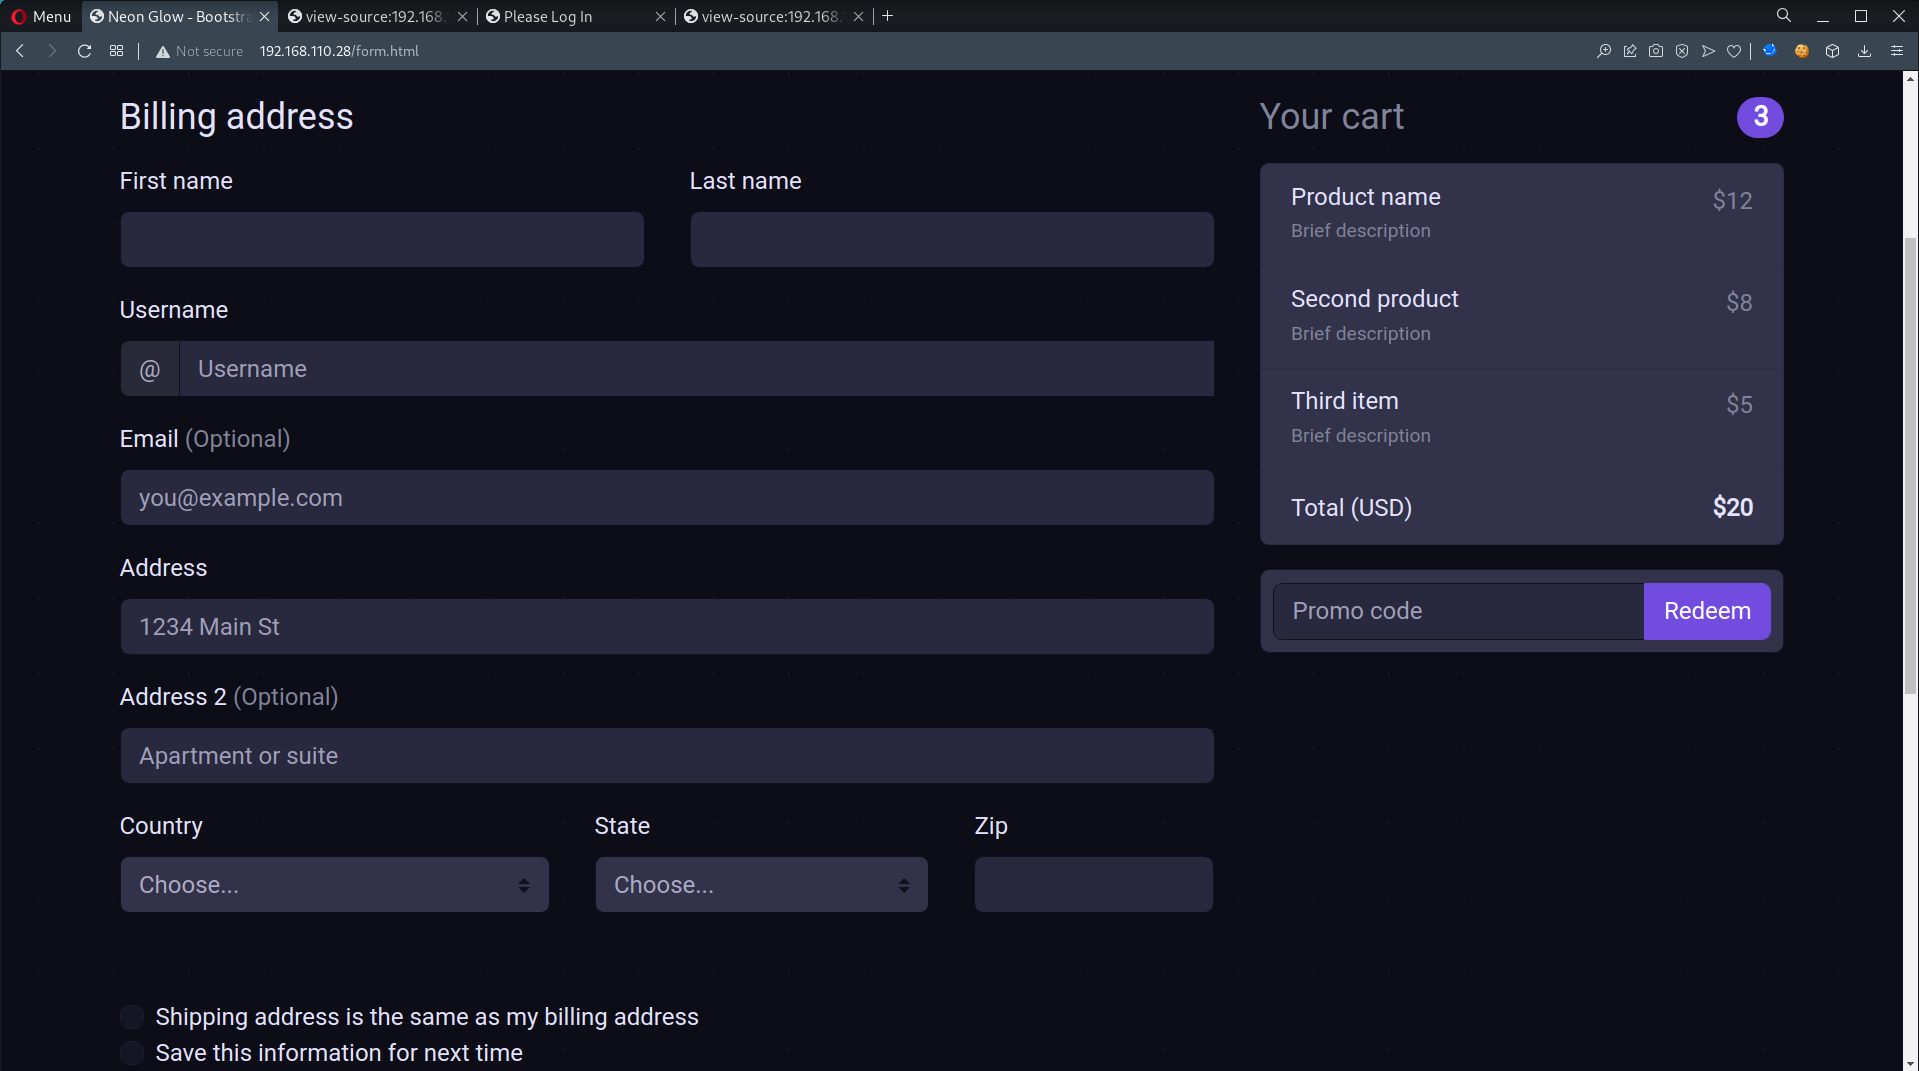 Menu
Neon Glow - Bootstra
view-source:192.168.
Please Log In
view-source:192.168.
Not secure
192.168.110.28/form.html
Billing address
First name
Last name
Username
@
Username
Email (Optional)
you@example.com
Address
1234 Main St
Address 2 (Optional)
Apartment or suite
Country
State
Zip
Choose...
Choose...
Shipping address is the same as my billing address
Save this information for next time
Your cart
3
Product name
$12
Brief description
Second product
$8
Brief description
Third item
$5
Brief description
Total (USD)
$20
Promo code
Redeem